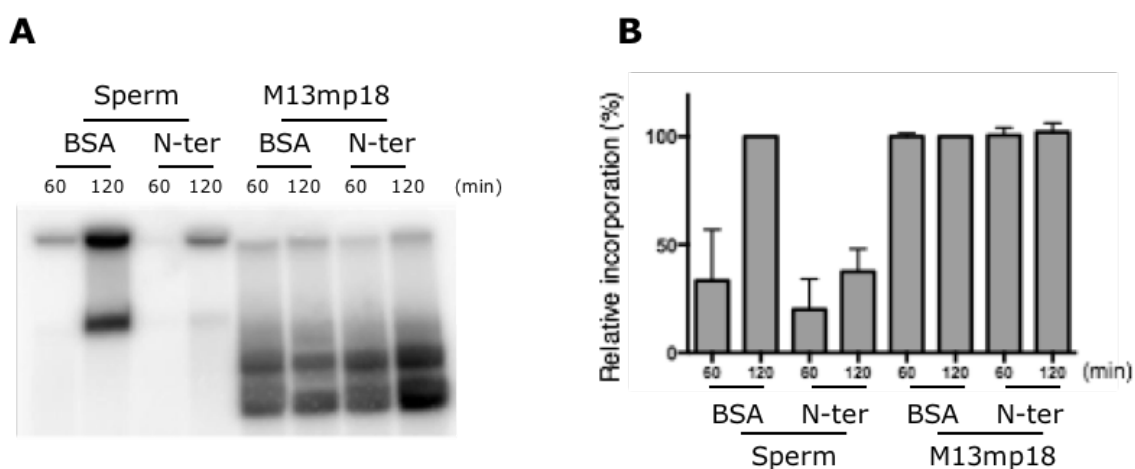 A
Sperm M13mp18
BSA N-ter BSA N-ter
60 120 60 120 60 120 60 120 (min)
B
Relative incorporation (%)
100
50
0
60 120 60 120 60 120 60 120 (min)
BSA N-ter BSA N-ter
Sperm M13mp18